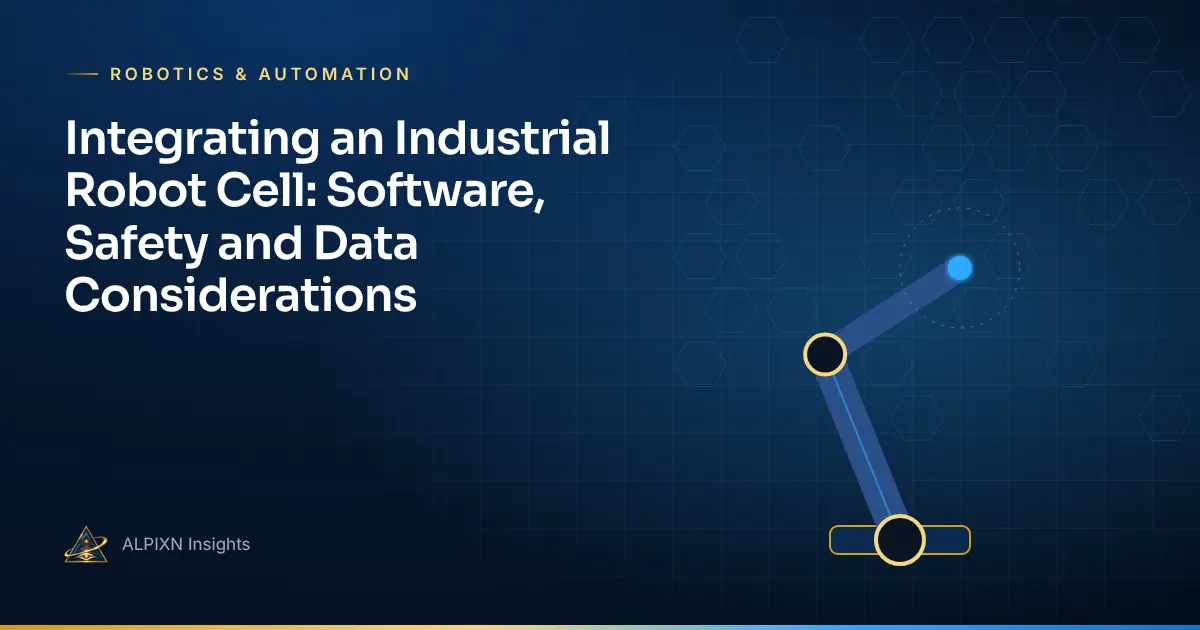 ROBOTICS & AUTOMATION
Integrating an Industrial
Robot Cell: Software,
Safety and Data
Considerations
ALPIXN Insights